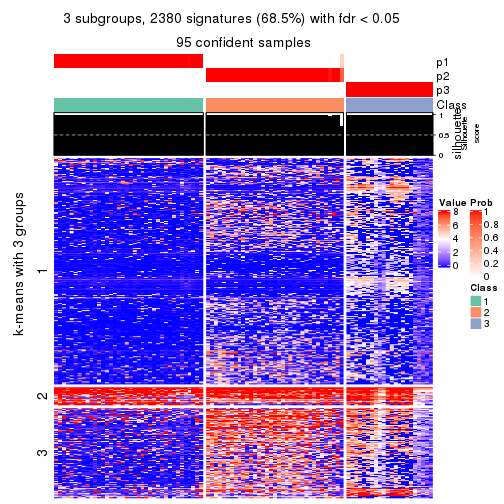 3 subgroups, 2380 signatures (68.5%) with fdr < 0.05
95 confident samples
p1
p2
p3
Class
1
0.5
0
silhouette
Silhouette
score
k-means with 3 groups
1
2
3
Value
8
6
4
2
0
Prob
1
0.8
0.6
0.4
0.2
0
Class
1
2
3